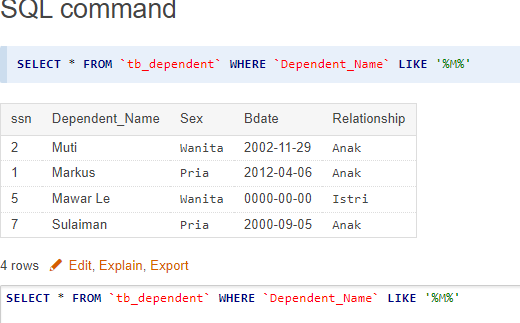 SQL command
SELECT * FROM `tb_dependent` WHERE `Dependent_Name` LIKE '%M%'
ssn Dependent_Name Sex Bdate Relationship
2 Muti Wanita 2002-11-29 Anak
1 Markus Pria 2012-04-06 Anak
5 Mawar Le Wanita 0000-00-00 Istri
7 Sulaiman Pria 2000-09-05 Anak
4 rows Edit, Explain, Export
SELECT * FROM `tb_dependent` WHERE `Dependent_Name` LIKE '%M%'